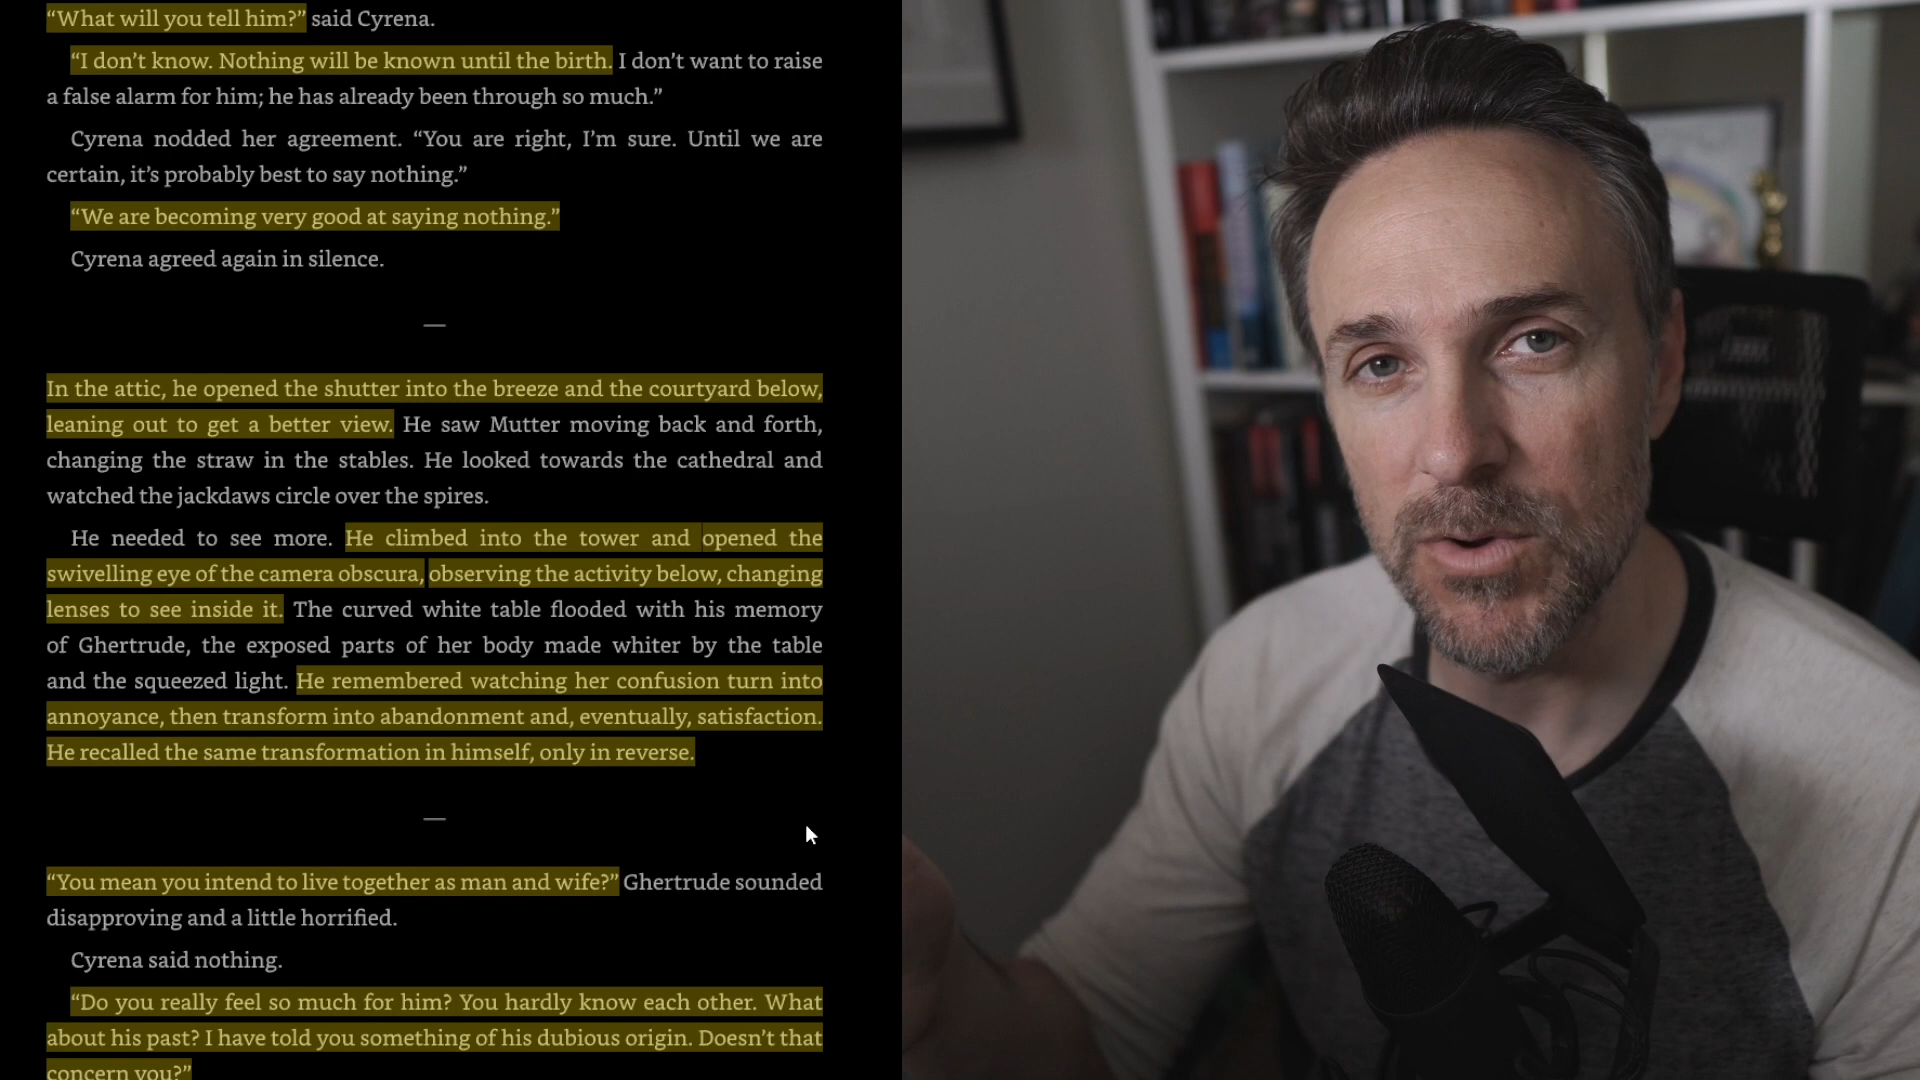 “What will you tell him?” said Cyrena.
“I don’t know. Nothing will be known until the birth. I don’t want to raise
a false alarm for him; he has already been through so much.”
Cyrena nodded her agreement. “You are right, I’m sure. Until we are
certain, it’s probably best to say nothing.”
“We are becoming very good at saying nothing.”
Cyrena agreed again in silence.
—
In the attic, he opened the shutter into the breeze and the courtyard below,
leaning out to get a better view. He saw Mutter moving back and forth,
changing the straw in the stables. He looked towards the cathedral and
watched the jackdaws circle over the spires.
He needed to see more. He climbed into the tower and opened the
swivelling eye of the camera obscura, observing the activity below, changing
lenses to see inside it. The curved white table flooded with his memory
of Ghertrude, the exposed parts of her body made whiter by the table
and the squeezed light. He remembered watching her confusion turn into
annoyance, then transform into abandonment and, eventually, satisfaction.
He recalled the same transformation in himself, only in reverse.
—
“You mean you intend to live together as man and wife?” Ghertrude sounded
disapproving and a little horrified.
Cyrena said nothing.
“Do you really feel so much for him? You hardly know each other. What
about his past? I have told you something of his dubious origin. Doesn’t that
concern you?”